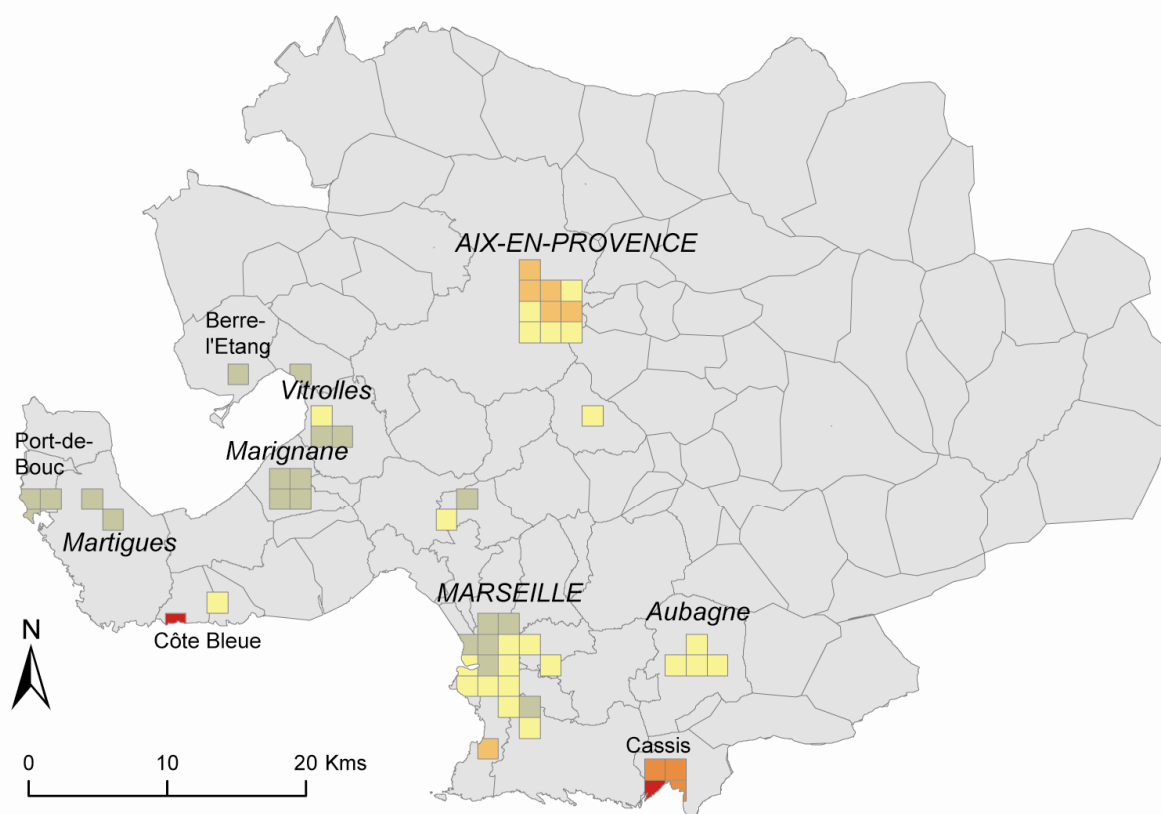 AIX-EN-PROVENCE
Berre-
l'Etang
Vitrolles
Port-de-
Bouc
Marignane
Martigues
MARSEILLE
Aubagne
Côte Bleue
N
Cassis
0 10 20 Kms